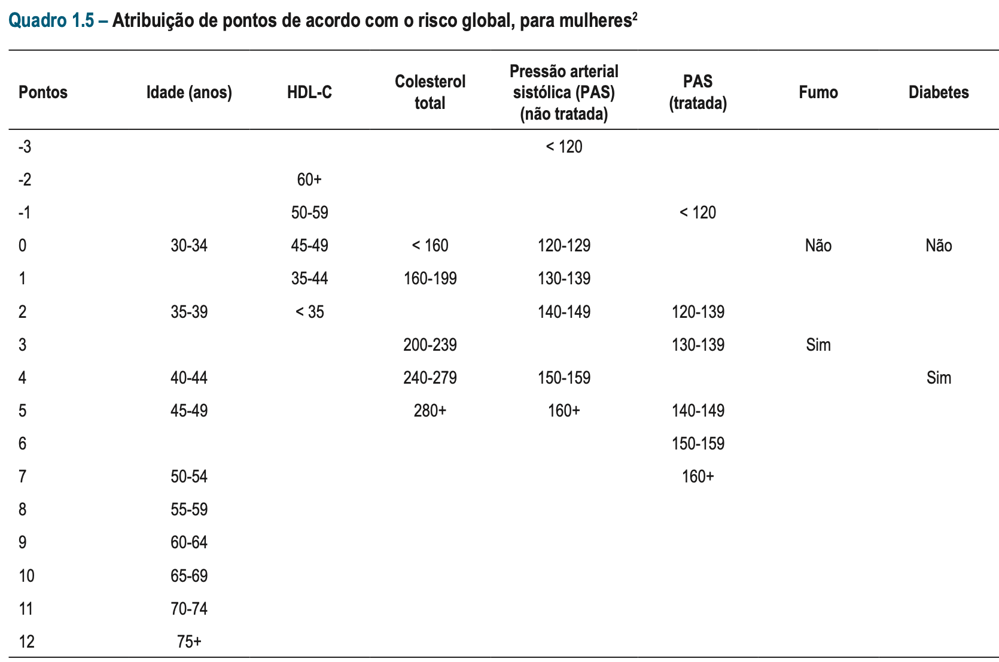 Quadro 1.5 – Atribuição de pontos de acordo com o risco global, para mulheres²
Pontos Idade (anos) HDL-C Colesterol total Pressão arterial sistólica (PAS) (não tratada) PAS (tratada) Fumo Diabetes
-3 < 120
-2 60+
-1 50-59 < 120
0 30-34 45-49 < 160 120-129 Não Não
1 35-44 160-199 130-139
2 35-39 < 35 140-149 120-139
3 200-239 130-139 Sim
4 40-44 240-279 150-159 Sim
5 45-49 280+ 160+ 140-149
6 150-159
7 50-54 160+
8 55-59
9 60-64
10 65-69
11 70-74
12 75+